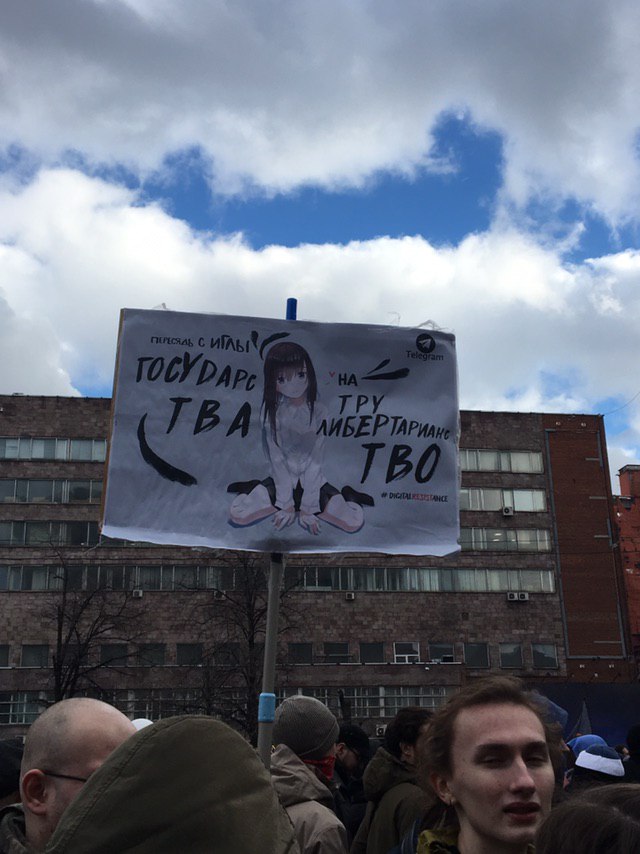 ПЕРЕСЯДЬ С ИГЛЫ
ГОСУДАРС
ТВА
НА
ТРУ
ЛИБЕРТАРИАНС
ТВО
Telegram
# DIGITALRESISTANCE